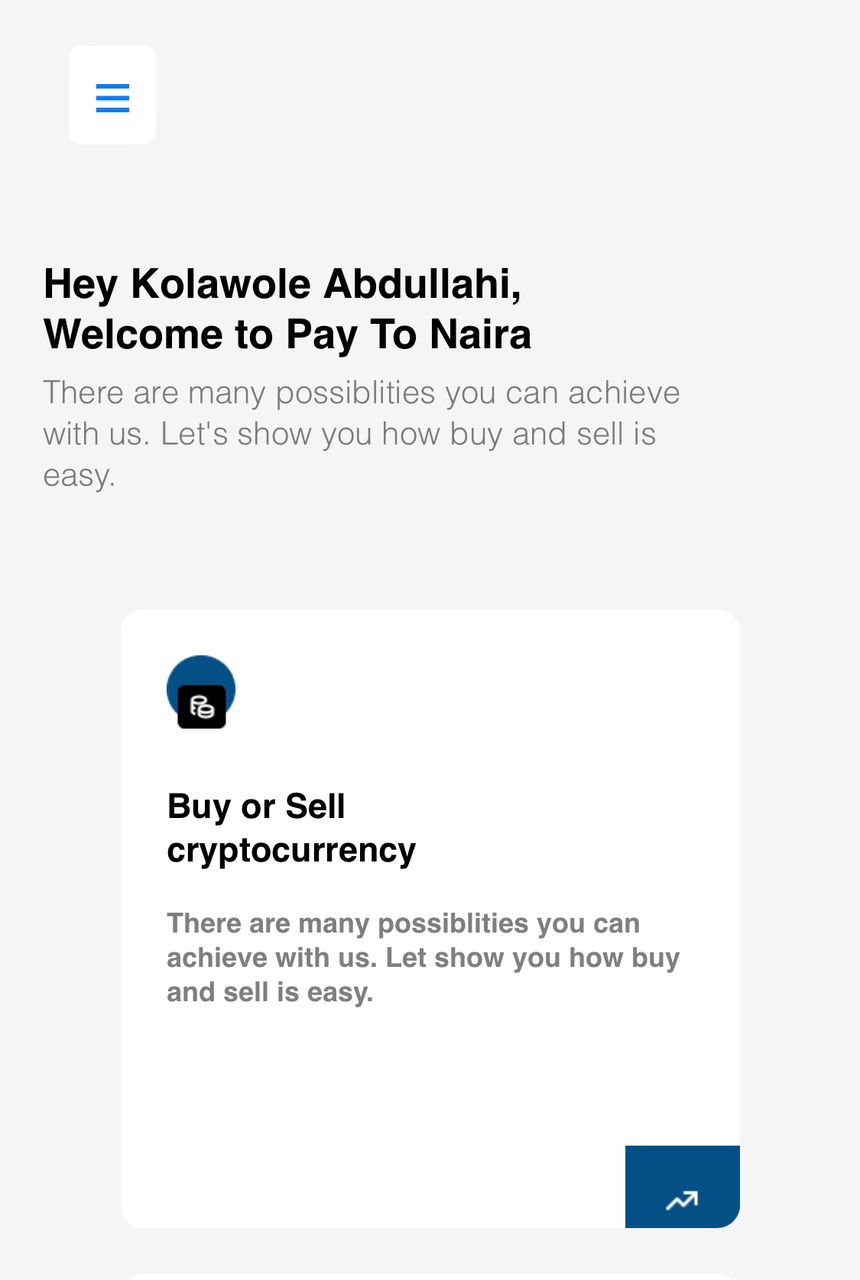 Hey Kolawole Abdullahi,
Welcome to Pay To Naira
There are many possiblities you can achieve
with us. Let's show you how buy and sell is
easy.
Buy or Sell
cryptocurrency
There are many possiblities you can
achieve with us. Let show you how buy
and sell is easy.